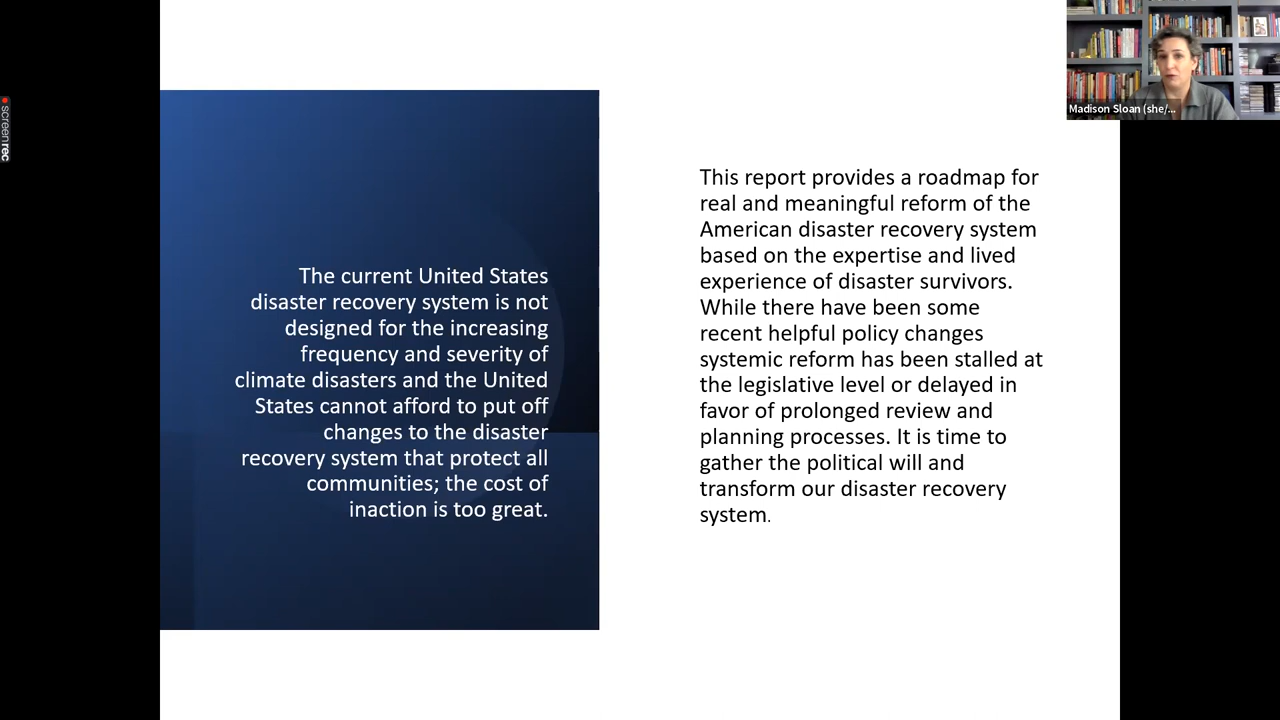 screenrec
Madison Sloan (she/...
The current United States
disaster recovery system is not
designed for the increasing
frequency and severity of
climate disasters and the United
States cannot afford to put off
changes to the disaster
recovery system that protect all
communities; the cost of
inaction is too great.
This report provides a roadmap for
real and meaningful reform of the
American disaster recovery system
based on the expertise and lived
experience of disaster survivors.
While there have been some
recent helpful policy changes
systemic reform has been stalled at
the legislative level or delayed in
favor of prolonged review and
planning processes. It is time to
gather the political will and
transform our disaster recovery
system.